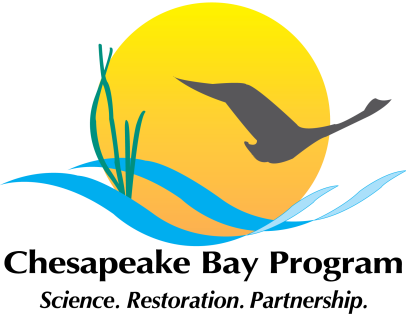 Chesapeake Bay Program
Science. Restoration. Partnership.